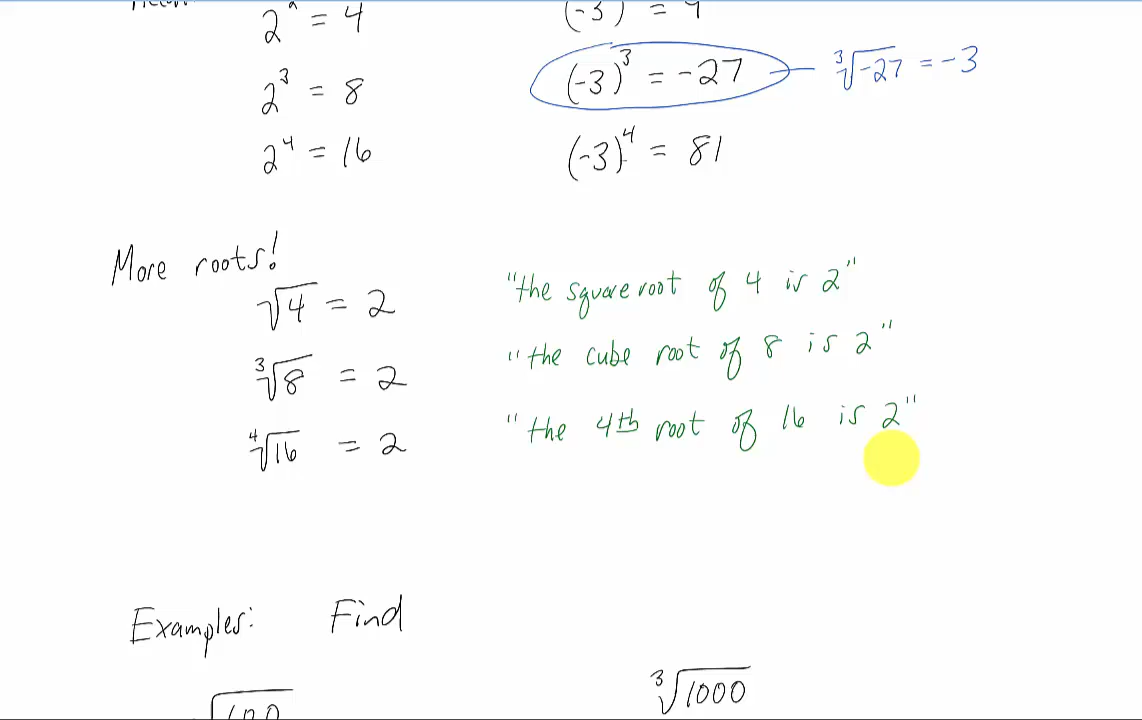 2² = 4 (-3) = 9
2³ = 8 (-3)³ = -27 ∛-27 = -3
2⁴ = 16 (-3)⁴ = 81
More roots!
√4 = 2 "the square root of 4 is 2"
∛8 = 2 "the cube root of 8 is 2"
∜16 = 2 "the 4th root of 16 is 2"
Examples: Find
√100 ∛1000